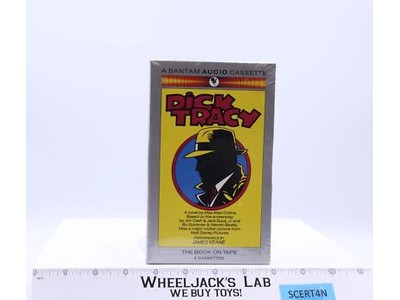 A BANTAM AUDIO CASSETTE
DICK
TRACY
A novel by Max Allan Collins
Based on the screenplay
by Jim Cash & Jack Epps, Jr. and
Bo Goldman & Warren Beatty
Now a major motion picture from
Walt Disney Pictures
PERFORMED BY
JAMES KEANE
THE BOOK ON TAPE
2 CASSETTES
WHEELJACK'S LAB
WE BUY TOYS!
SCERT4N